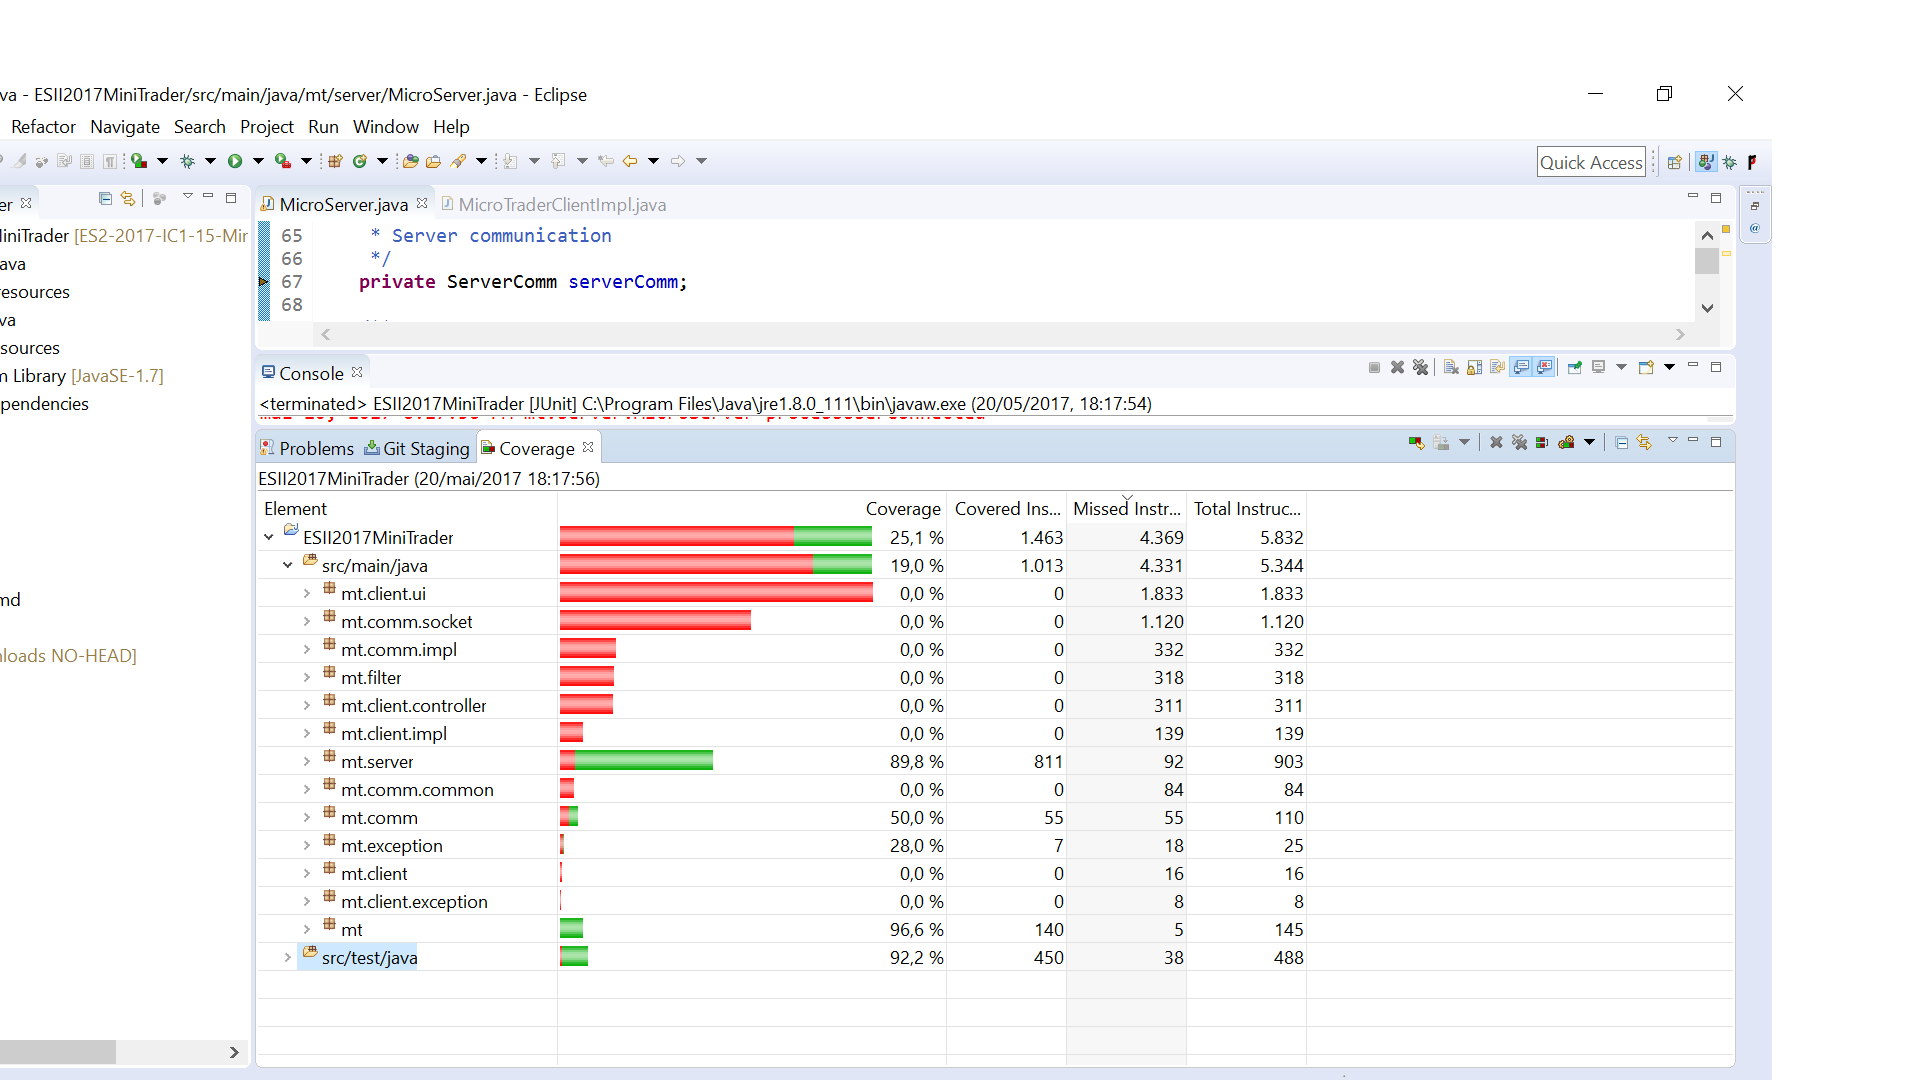 va - ESII2017MiniTrader/src/main/java/mt/server/MicroServer.java - Eclipse
Refactor Navigate Search Project Run Window Help
Quick Access
er
MicroServer.java
MicroTraderClientImpl.java
liniTrader [ES2-2017-IC1-15-Mir
ava
resources
va
sources
m Library [JavaSE-1.7]
pendencies
md
nloads NO-HEAD]
65 * Server communication
66 */
67 private ServerComm serverComm;
68
Console
<terminated> ESII2017MiniTrader [JUnit] C:\Program Files\Java\jre1.8.0_111\bin\javaw.exe (20/05/2017, 18:17:54)
Problems Git Staging Coverage
ESII2017MiniTrader (20/mai/2017 18:17:56)
Element Coverage Covered Ins... Missed Instr... Total Instruc...
ESII2017MiniTrader 25,1 % 1.463 4.369 5.832
src/main/java 19,0 % 1.013 4.331 5.344
mt.client.ui 0,0 % 0 1.833 1.833
mt.comm.socket 0,0 % 0 1.120 1.120
mt.comm.impl 0,0 % 0 332 332
mt.filter 0,0 % 0 318 318
mt.client.controller 0,0 % 0 311 311
mt.client.impl 0,0 % 0 139 139
mt.server 89,8 % 811 92 903
mt.comm.common 0,0 % 0 84 84
mt.comm 50,0 % 55 55 110
mt.exception 28,0 % 7 18 25
mt.client 0,0 % 0 16 16
mt.client.exception 0,0 % 0 8 8
mt 96,6 % 140 5 145
src/test/java 92,2 % 450 38 488